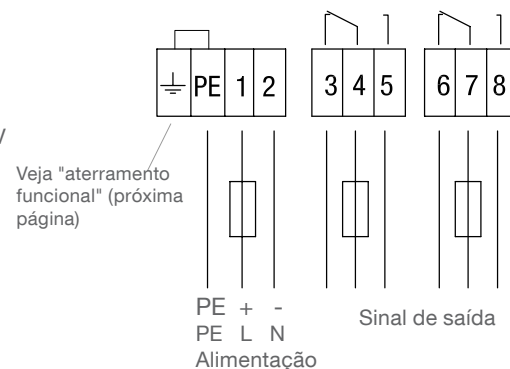 PE 1 2
3 4 5
6 7 8
/
Veja "aterramento
funcional" (próxima
página)
PE + -
PE L N
Alimentação
Sinal de saída